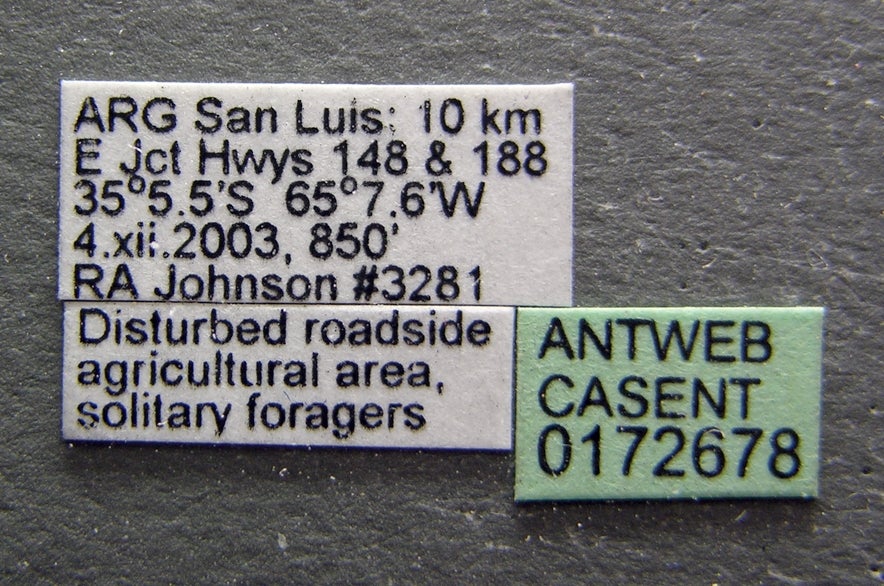 ARG San Luis: 10 km
E Jct Hwys 148 & 188
35°5.5'S 65°7.6'W
4.xii.2003, 850'
RA Johnson #3281
Disturbed roadside
agricultural area,
solitary foragers
ANTWEB
CASENT
0172678